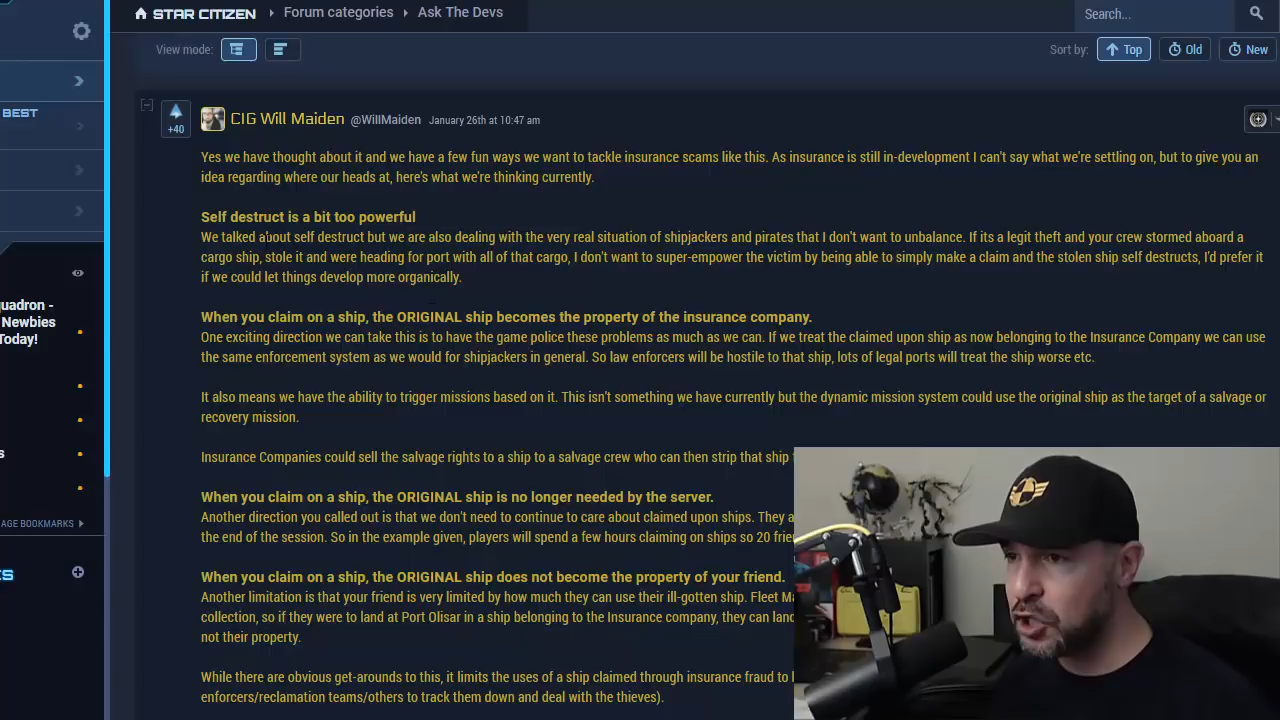 STAR CITIZEN › Forum categories › Ask The Devs
Search...
View mode:
Sort by: Top Old New
BEST
+40
CIG Will Maiden @WillMaiden January 26th at 10:47 am
Yes we have thought about it and we have a few fun ways we want to tackle insurance scams like this. As insurance is still in-development I can't say what we're settling on, but to give you an
idea regarding where our heads at, here's what we're thinking currently.
Self destruct is a bit too powerful
We talked about self destruct but we are also dealing with the very real situation of shipjackers and pirates that I don't want to unbalance. If its a legit theft and your crew stormed aboard a
cargo ship, stole it and were heading for port with all of that cargo, I don't want to super-empower the victim by being able to simply make a claim and the stolen ship self destructs, I'd prefer it
if we could let things develop more organically.
uadron -
Newbies
Today!
When you claim on a ship, the ORIGINAL ship becomes the property of the insurance company.
One exciting direction we can take this is to have the game police these problems as much as we can. If we treat the claimed upon ship as now belonging to the Insurance Company we can use
the same enforcement system as we would for shipjackers in general. So law enforcers will be hostile to that ship, lots of legal ports will treat the ship worse etc.
It also means we have the ability to trigger missions based on it. This isn't something we have currently but the dynamic mission system could use the original ship as the target of a salvage or
recovery mission.
s
Insurance Companies could sell the salvage rights to a ship to a salvage crew who can then strip that ship
When you claim on a ship, the ORIGINAL ship is no longer needed by the server.
Another direction you called out is that we don't need to continue to care about claimed upon ships. They a
the end of the session. So in the example given, players will spend a few hours claiming on ships so 20 frie
AGE BOOKMARKS
When you claim on a ship, the ORIGINAL ship does not become the property of your friend.
Another limitation is that your friend is very limited by how much they can use their ill-gotten ship. Fleet Ma
collection, so if they were to land at Port Olisar in a ship belonging to the Insurance company, they can land
not their property.
While there are obvious get-arounds to this, it limits the uses of a ship claimed through insurance fraud to
enforcers/reclamation teams/others to track them down and deal with the thieves).